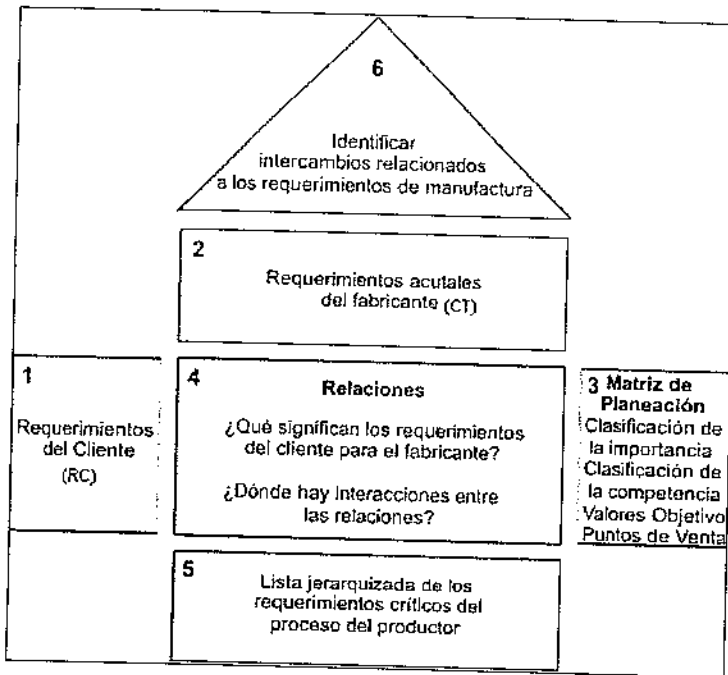 6
Identificar
intercambios relacionados
a los requerimientos de manufactura
2
Requerimientos acutales
del fabricante (CT)
1
Requerimientos
del Cliente
(RC)
4
Relaciones
¿Qué significan los requerimientos
del cliente para el fabricante?
¿Dónde hay Interacciones entre
las relaciones?
3 Matriz de
Planeación
Clasificación de
la importancia
Clasificación de
la competencia
Valores Objetivo
Puntos de Venta
5
Lista jerarquizada de los
requerimientos críticos del
proceso del productor